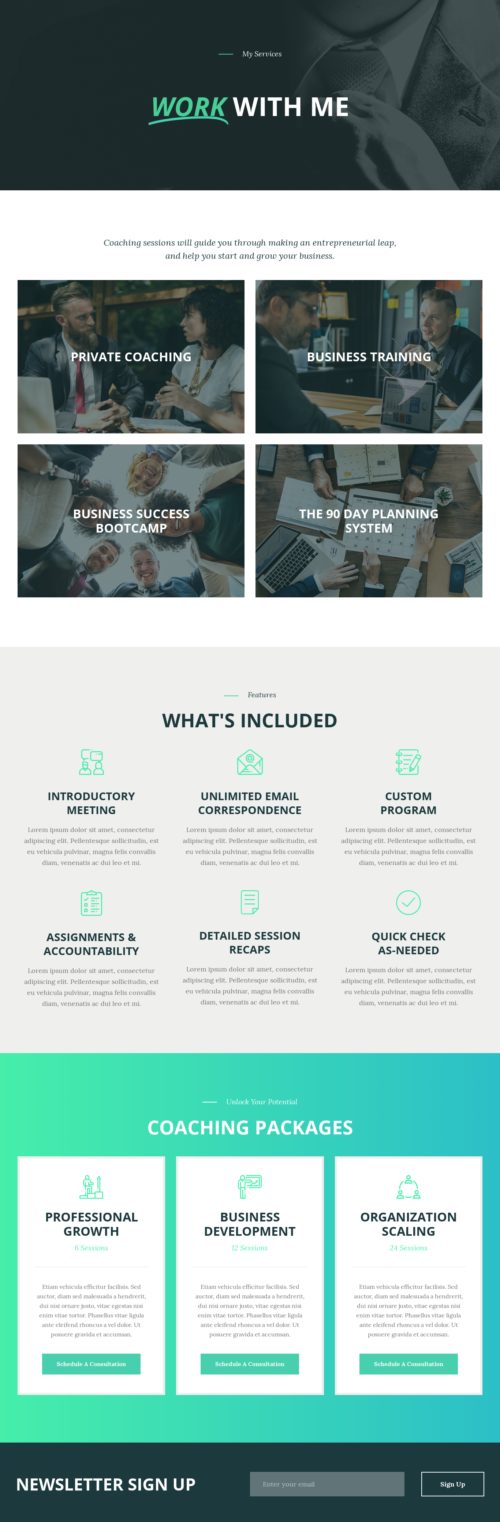 My Services
WORK WITH ME
Coaching sessions will guide you through making an entrepreneurial leap,
and help you start and grow your business.
PRIVATE COACHING
BUSINESS TRAINING
BUSINESS SUCCESS
BOOTCAMP
THE 90 DAY PLANNING
SYSTEM
Features
WHAT'S INCLUDED
INTRODUCTORY
MEETING
Lorem ipsum dolor sit amet, consectetur
adipiscing elit. Pellentesque sollicitudin, est
eu vehicula pulvinar, magna felis convallis
diam, venenatis ac dui leo et mi.
UNLIMITED EMAIL
CORRESPONDENCE
Lorem ipsum dolor sit amet, consectetur
adipiscing elit. Pellentesque sollicitudin, est
eu vehicula pulvinar, magna felis convallis
diam, venenatis ac dui leo et mi.
CUSTOM
PROGRAM
Lorem ipsum dolor sit amet, consectetur
adipiscing elit. Pellentesque sollicitudin, est
eu vehicula pulvinar, magna felis convallis
diam, venenatis ac dui leo et mi.
ASSIGNMENTS &
ACCOUNTABILITY
Lorem ipsum dolor sit amet, consectetur
adipiscing elit. Pellentesque sollicitudin, est
eu vehicula pulvinar, magna felis convallis
diam, venenatis ac dui leo et mi.
DETAILED SESSION
RECAPS
Lorem ipsum dolor sit amet, consectetur
adipiscing elit. Pellentesque sollicitudin, est
eu vehicula pulvinar, magna felis convallis
diam, venenatis ac dui leo et mi.
QUICK CHECK
AS-NEEDED
Lorem ipsum dolor sit amet, consectetur
adipiscing elit. Pellentesque sollicitudin, est
eu vehicula pulvinar, magna felis convallis
diam, venenatis ac dui leo et mi.
Unlock Your Potential
COACHING PACKAGES
PROFESSIONAL
GROWTH
6 Sessions
Etiam vehicula efficitur facilisis. Sed
auctor, diam sed malesuada a hendrerit,
dui nisi ornare justo, vitae egestas nisi
enim vitae tortor. Phasellus vitae ligula
ante eleifend rhoncus a vel dolor. Ut
posuere gravida et accumsan.
Schedule A Consultation
BUSINESS
DEVELOPMENT
12 Sessions
Etiam vehicula efficitur facilisis. Sed
auctor, diam sed malesuada a hendrerit,
dui nisi ornare justo, vitae egestas nisi
enim vitae tortor. Phasellus vitae ligula
ante eleifend rhoncus a vel dolor. Ut
posuere gravida et accumsan.
Schedule A Consultation
ORGANIZATION
SCALING
24 Sessions
Etiam vehicula efficitur facilisis. Sed
auctor, diam sed malesuada a hendrerit,
dui nisi ornare justo, vitae egestas nisi
enim vitae tortor. Phasellus vitae ligula
ante eleifend rhoncus a vel dolor. Ut
posuere gravida et accumsan.
Schedule A Consultation
NEWSLETTER SIGN UP
Enter your email
Sign Up